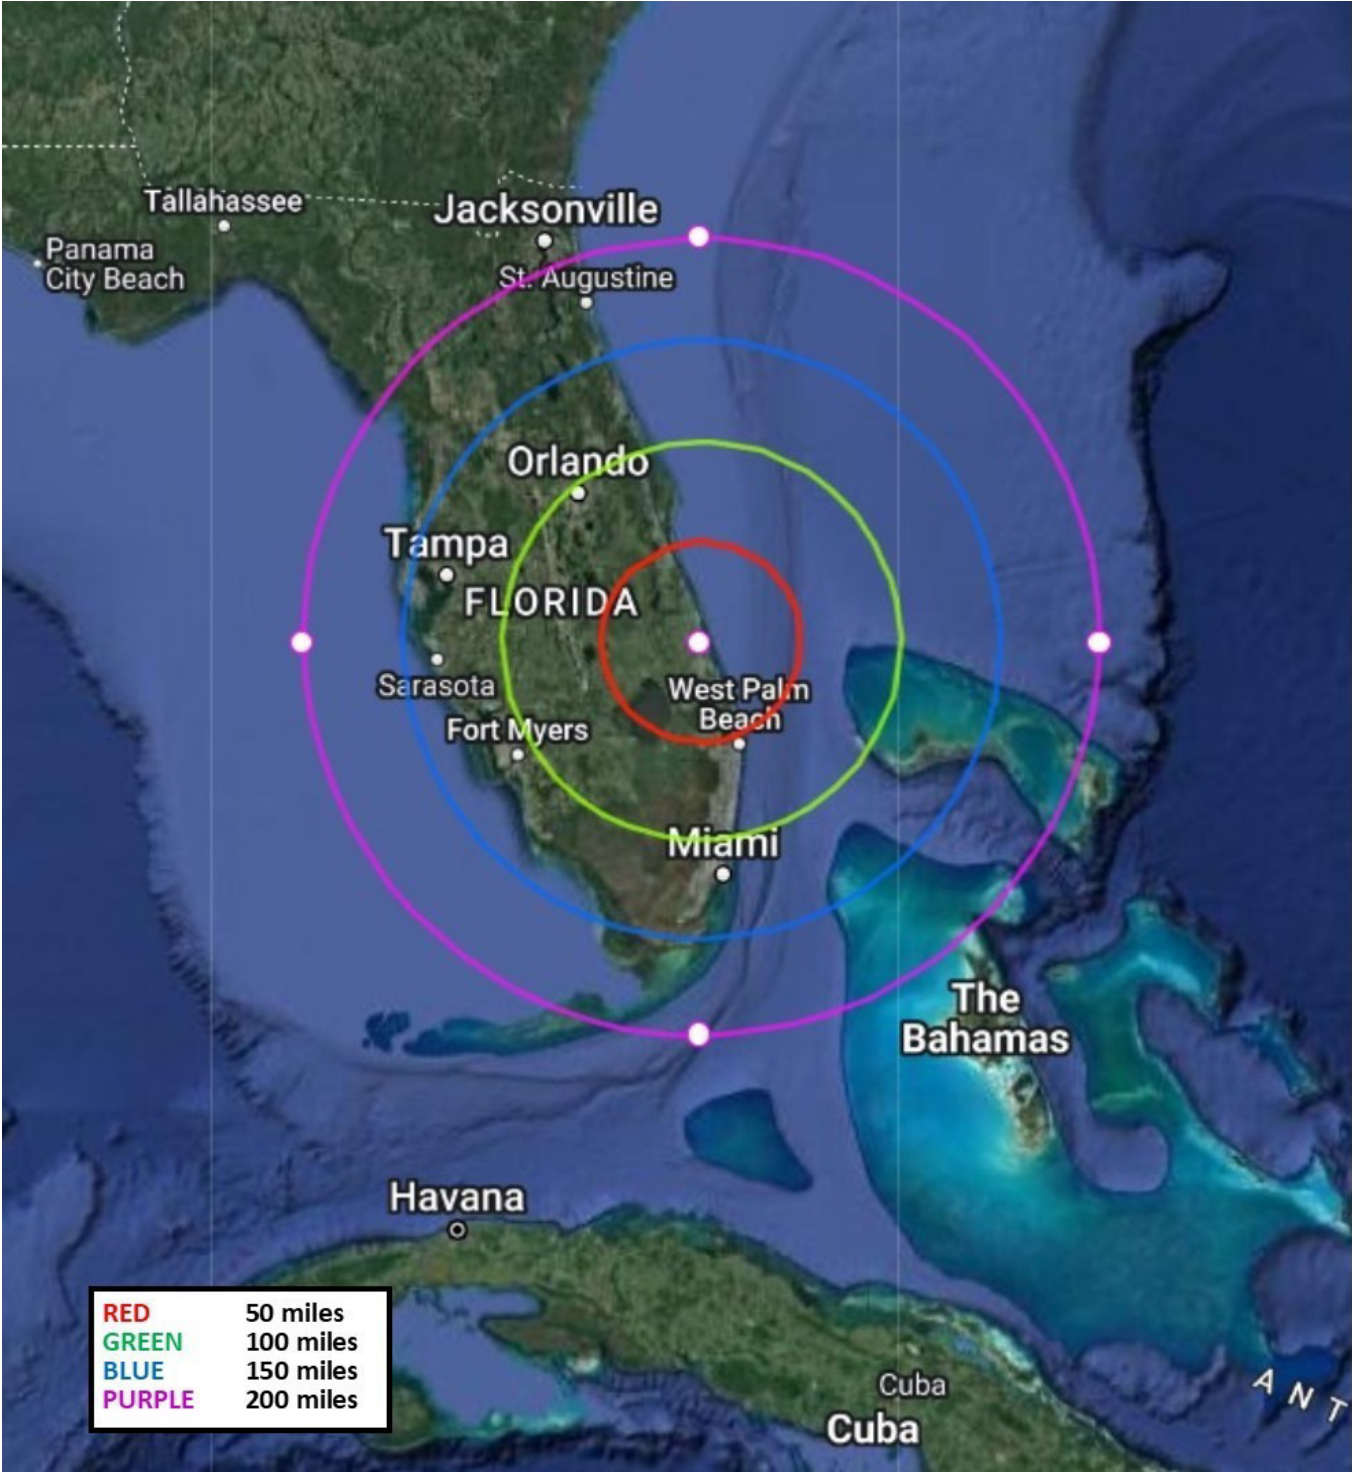 Tallahassee
Jacksonville
Panama
City Beach
St. Augustine
Orlando
Tampa
FLORIDA
Sarasota
West Palm
Beach
Fort Myers
Miami
The
Bahamas
Havana
RED 50 miles
GREEN 100 miles
BLUE 150 miles
PURPLE 200 miles
Cuba
Cuba
ANT